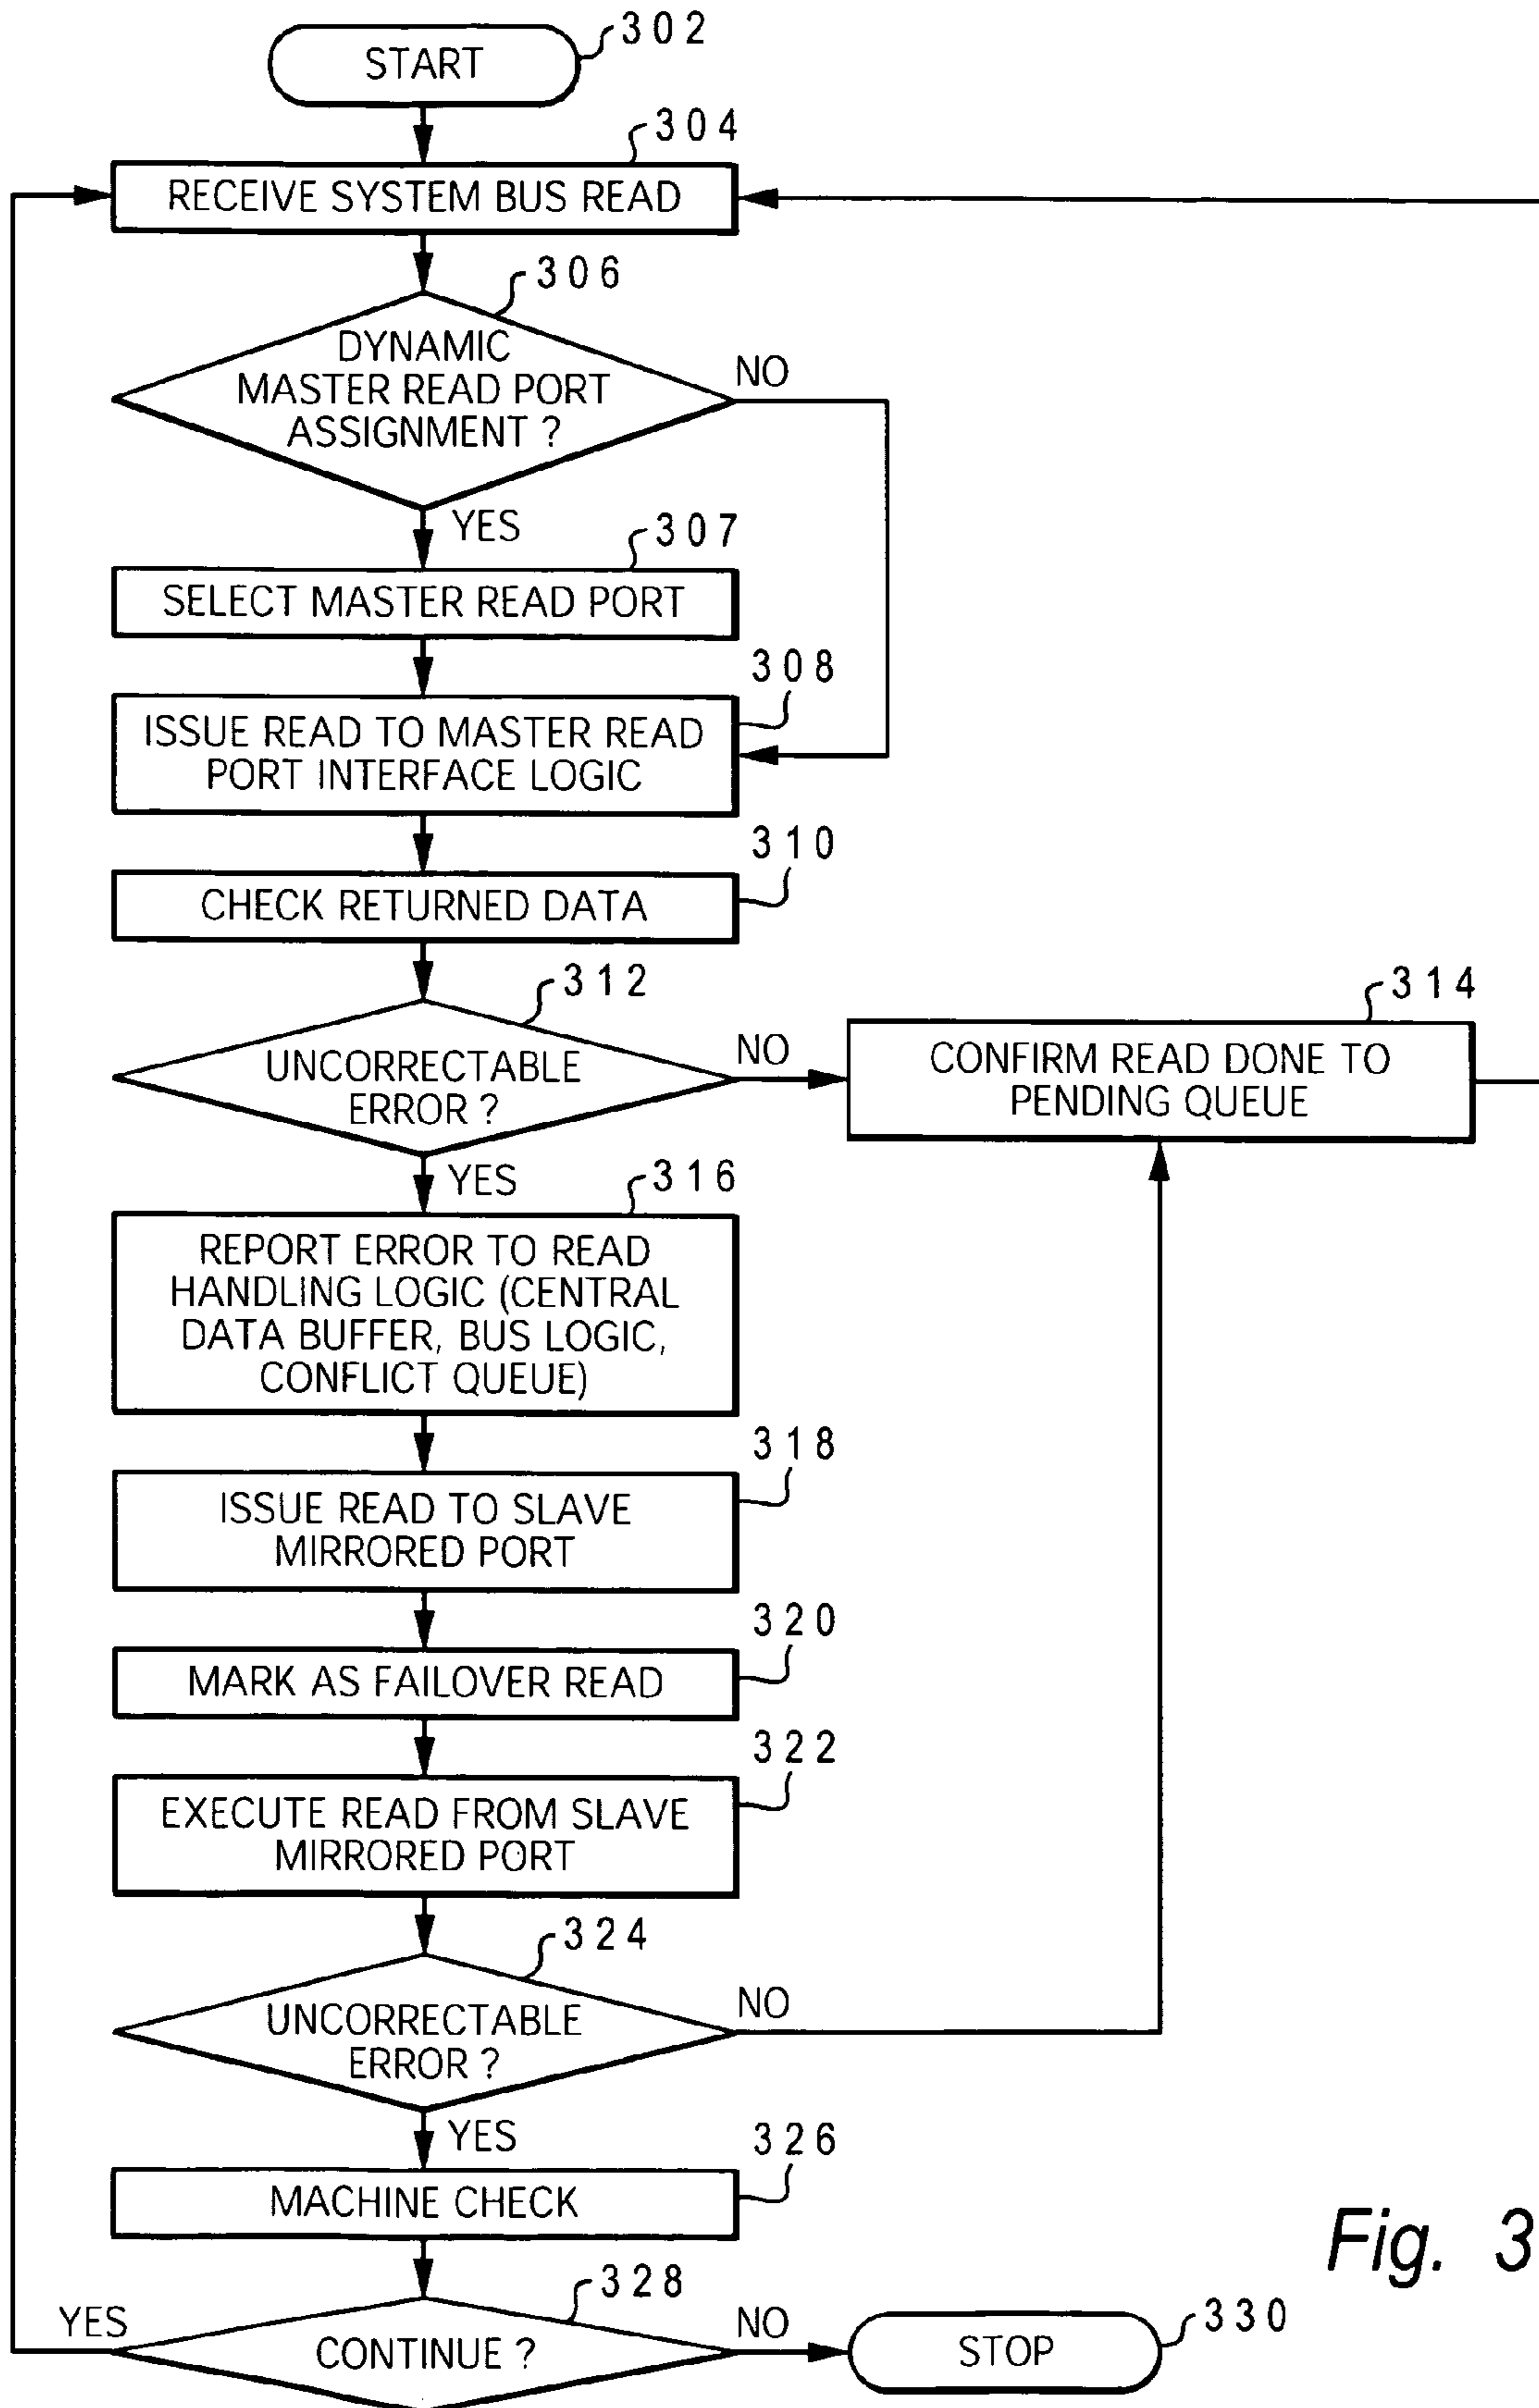 302
START
304
RECEIVE SYSTEM BUS READ
306
DYNAMIC
MASTER READ PORT
ASSIGNMENT ?
NO
YES
307
SELECT MASTER READ PORT
308
ISSUE READ TO MASTER READ
PORT INTERFACE LOGIC
310
CHECK RETURNED DATA
312
UNCORRECTABLE
ERROR ?
NO
314
CONFIRM READ DONE TO
PENDING QUEUE
YES
316
REPORT ERROR TO READ
HANDLING LOGIC (CENTRAL
DATA BUFFER, BUS LOGIC,
CONFLICT QUEUE)
318
ISSUE READ TO SLAVE
MIRRORED PORT
320
MARK AS FAILOVER READ
322
EXECUTE READ FROM SLAVE
MIRRORED PORT
324
UNCORRECTABLE
ERROR ?
NO
YES
326
MACHINE CHECK
328
CONTINUE ?
YES
NO
330
STOP
Fig. 3